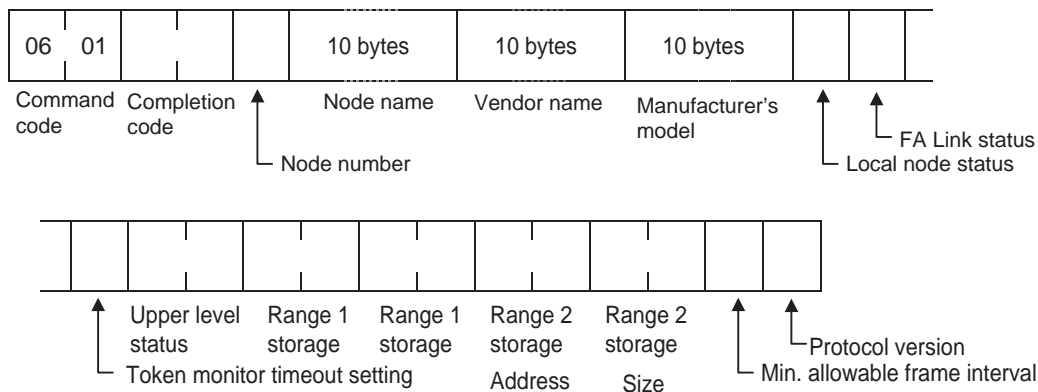 06 01 10 bytes 10 bytes 10 bytes
Command code
Completion code
Node name
Vendor name
Manufacturer's model
Node number
FA Link status
Local node status
Upper level status
Range 1 storage
Range 1 storage
Range 2 storage
Address
Range 2 storage
Size
Protocol version
Token monitor timeout setting
Min. allowable frame interval